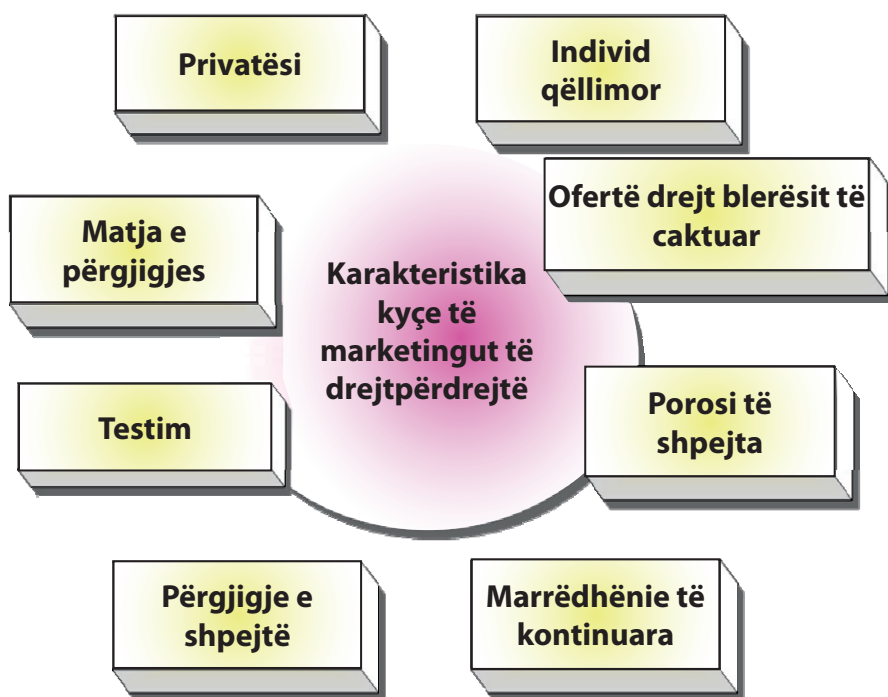 Privatësi
Individ
qëllimor
Ofertë drejt blerësit të
caktuar
Matja e
përgjigjes
Karakteristika
kyçe të
marketingut të
drejtpërdrejtë
Porosi të
shpejta
Testim
Përgjigje e
shpejtë
Marrëdhënie të
kontinuara